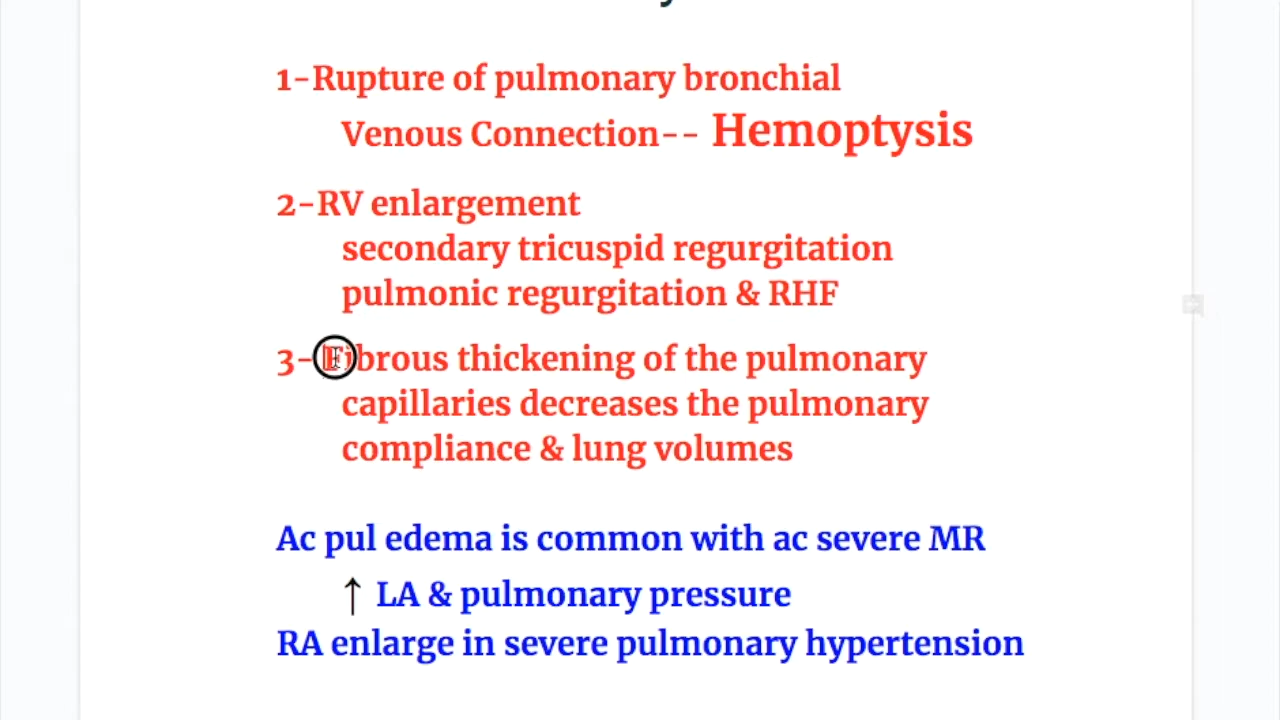 1-Rupture of pulmonary bronchial
Venous Connection-- Hemoptysis
2-RV enlargement
secondary tricuspid regurgitation
pulmonic regurgitation & RHF
3-Fibrous thickening of the pulmonary
capillaries decreases the pulmonary
compliance & lung volumes
Ac pul edema is common with ac severe MR
↑ LA & pulmonary pressure
RA enlarge in severe pulmonary hypertension